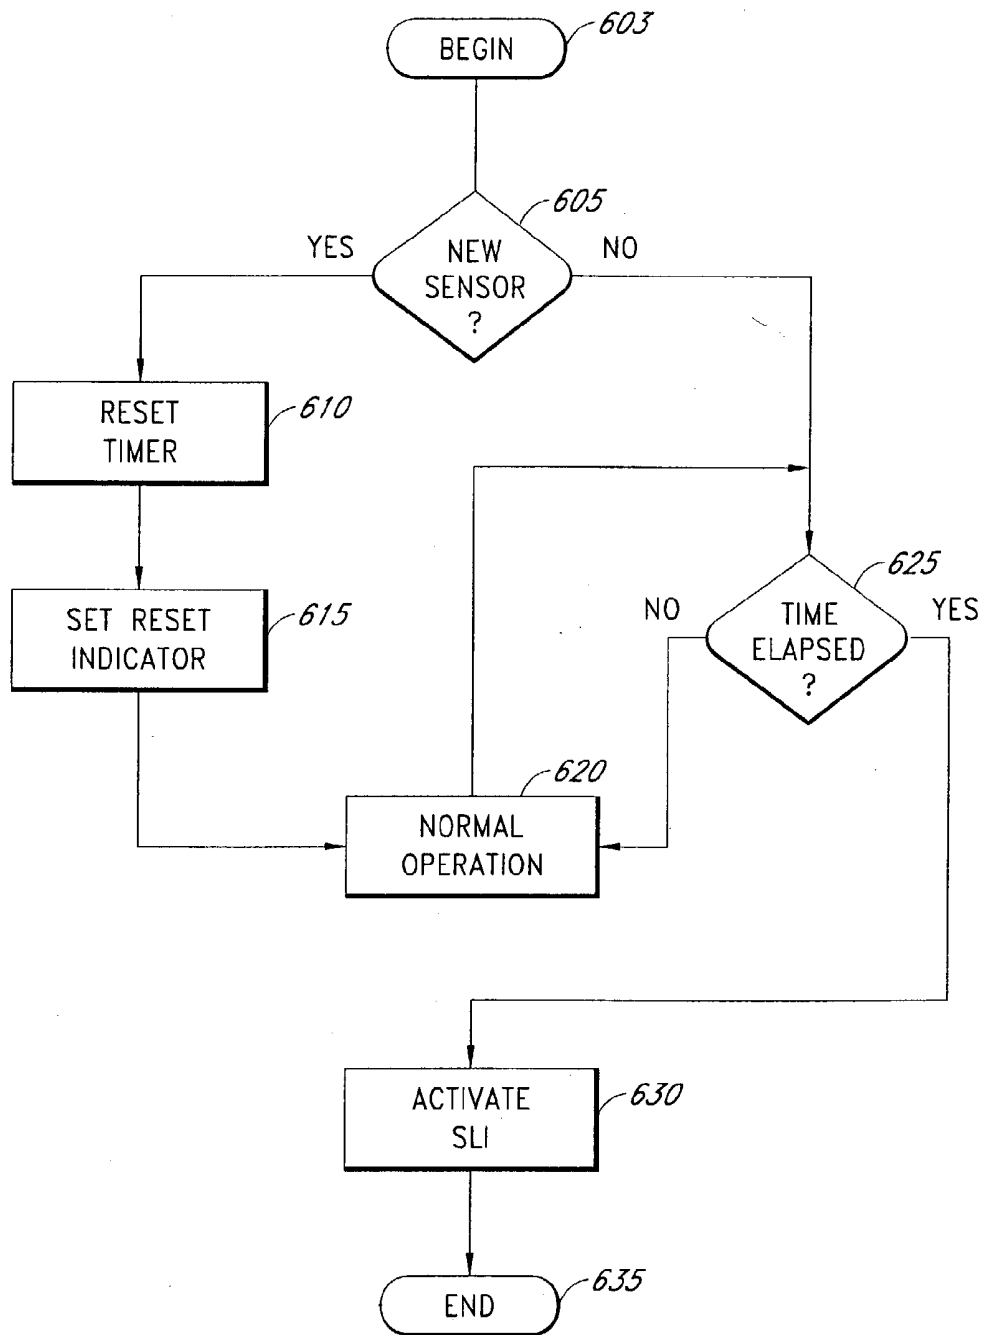 BEGIN
603
605
YES
NEW
SENSOR
?
NO
RESET
TIMER
610
SET RESET
INDICATOR
615
625
NO
TIME
ELAPSED
?
YES
620
NORMAL
OPERATION
ACTIVATE
SLI
630
END
635